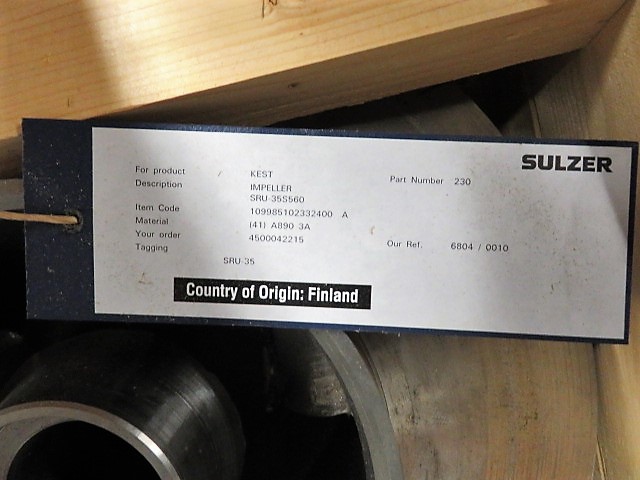 SULZER
For product KEST Part Number 230
Description IMPELLER
SRU-35S560
Item Code 109985102332400 A
Material (41) A890 3A
Your order 4500042215 Our Ref. 6804 / 0010
Tagging
SRU-35
Country of Origin: Finland